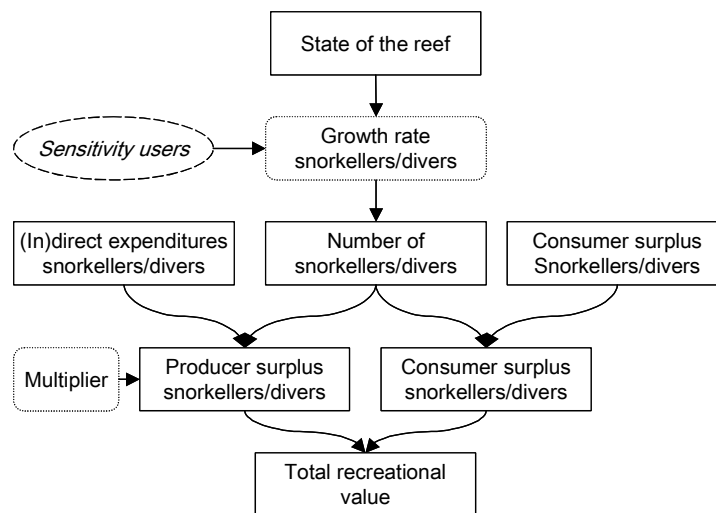 State of the reef
Sensitivity users
Growth rate
snorkellers/divers
(In)direct expenditures
snorkellers/divers
Number of
snorkellers/divers
Consumer surplus
Snorkellers/divers
Multiplier
Producer surplus
snorkellers/divers
Consumer surplus
snorkellers/divers
Total recreational
value